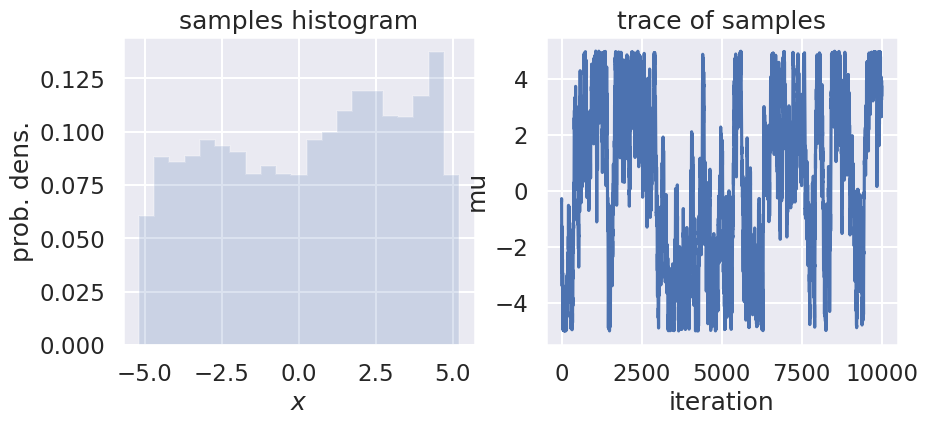 samples histogram
prob. dens.
0.125
0.100
0.075
0.050
0.025
0.000
−5.0 −2.5 0.0 2.5 5.0
x
trace of samples
mu
4
2
0
−2
−4
0 2500 5000 7500 10000
iteration